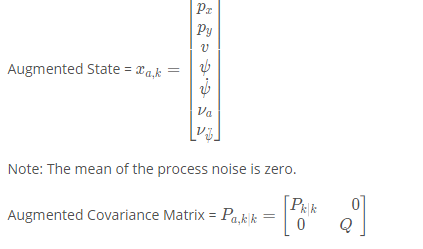 Augmented State = x_{a,k} = [p_x
p_y
v
ψ
ψ̇
ν_a
ν_ψ̈]
Note: The mean of the process noise is zero.
Augmented Covariance Matrix = P_{a,k|k} = [P_{k|k} 0
0 Q]